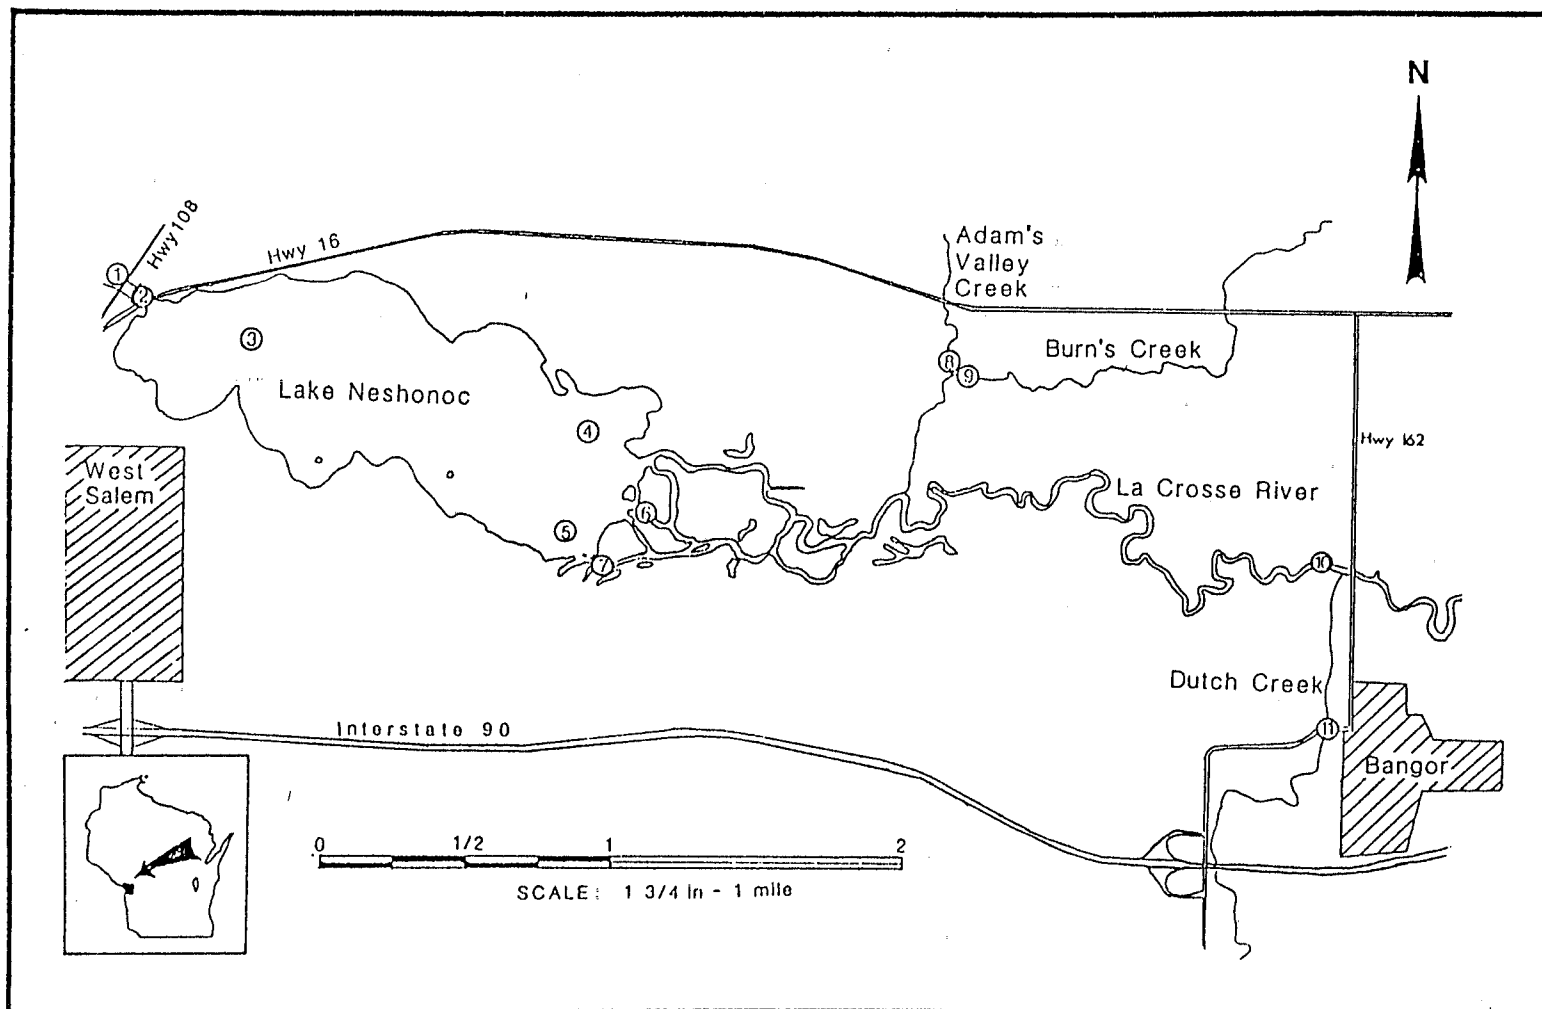 N
Hwy 108
Hwy 16
Adam's
Valley
Creek
1
2
3
Burn's Creek
8
9
Lake Neshonoc
4
Hwy 162
West
Salem
La Crosse River
6
5
7
10
Dutch Creek
11
Interstate 90
Bangor
0 1/2 1 2
SCALE: 1 3/4 in - 1 mile